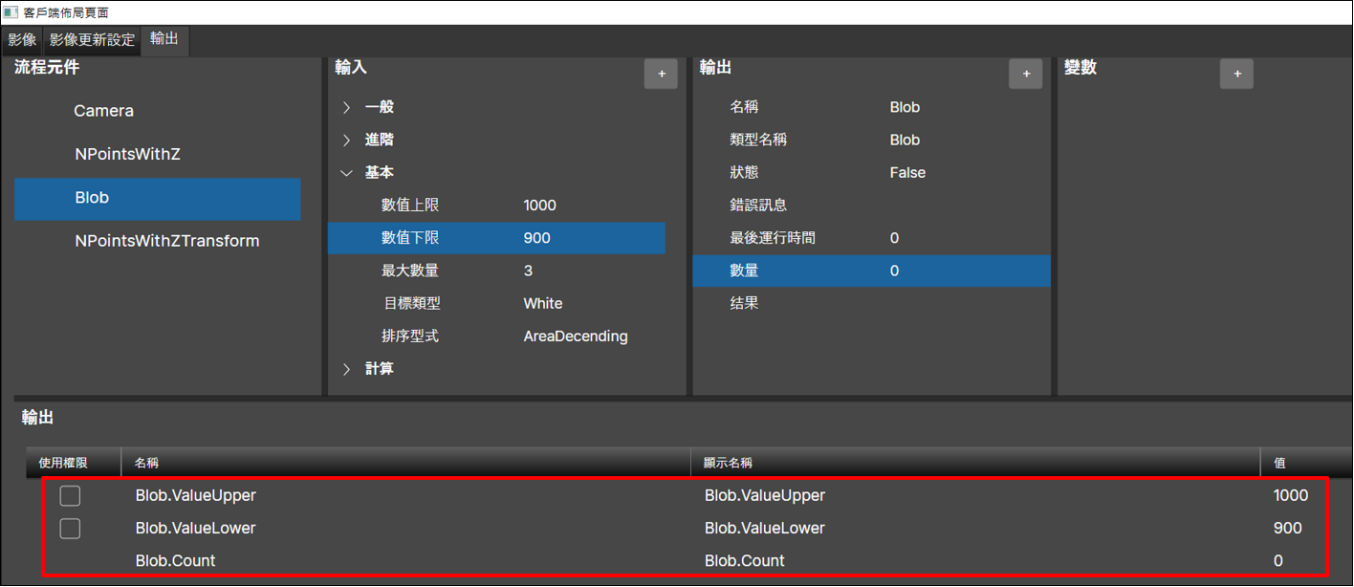 客戶端佈局頁面
影像 影像更新設定 輸出
流程元件
Camera
NPointsWithZ
Blob
NPointsWithZTransform
輸入 +
一般
進階
基本
數值上限 1000
數值下限 900
最大數量 3
目標類型 White
排序型式 AreaDecending
計算
輸出 +
名稱 Blob
類型名稱 Blob
狀態 False
錯誤訊息
最後運行時間 0
數量 0
结果
變數 +
輸出
使用權限 名稱 顯示名稱 值
Blob.ValueUpper Blob.ValueUpper 1000
Blob.ValueLower Blob.ValueLower 900
Blob.Count Blob.Count 0